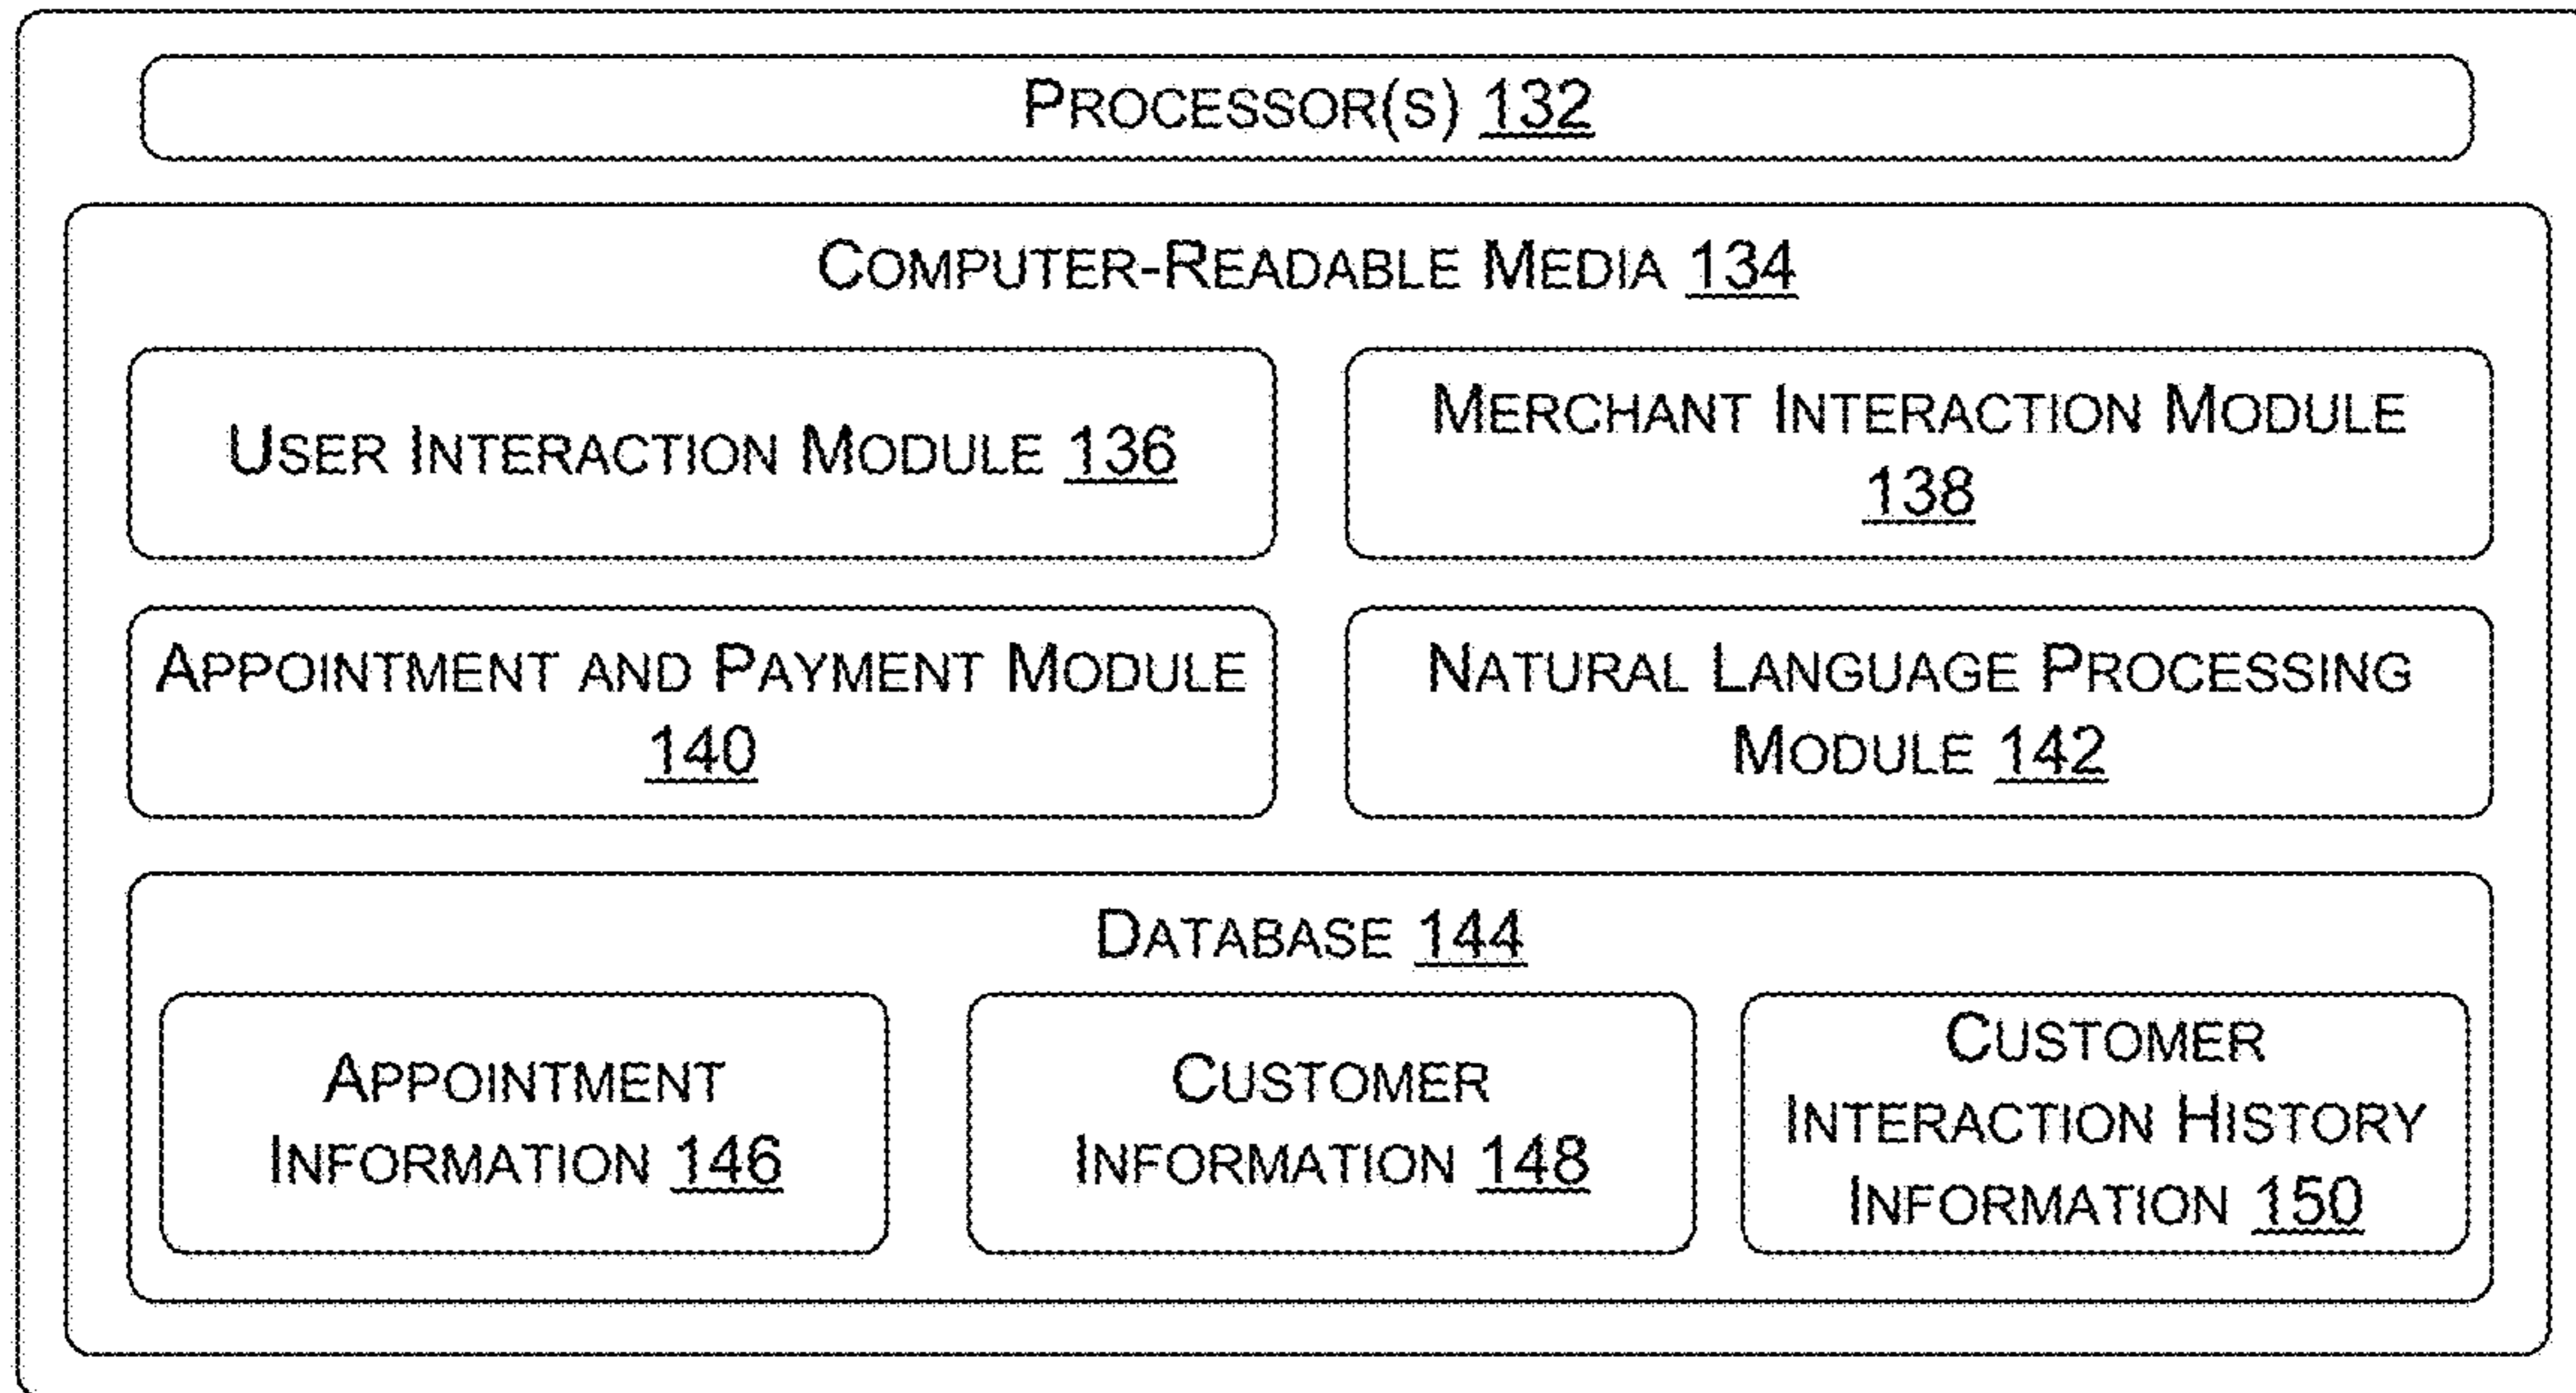 PROCESSOR(S) 132
COMPUTER-READABLE MEDIA 134
USER INTERACTION MODULE 136
MERCHANT INTERACTION MODULE
138
APPOINTMENT AND PAYMENT MODULE
140
NATURAL LANGUAGE PROCESSING
MODULE 142
DATABASE 144
APPOINTMENT
INFORMATION 146
CUSTOMER
INFORMATION 148
CUSTOMER
INTERACTION HISTORY
INFORMATION 150